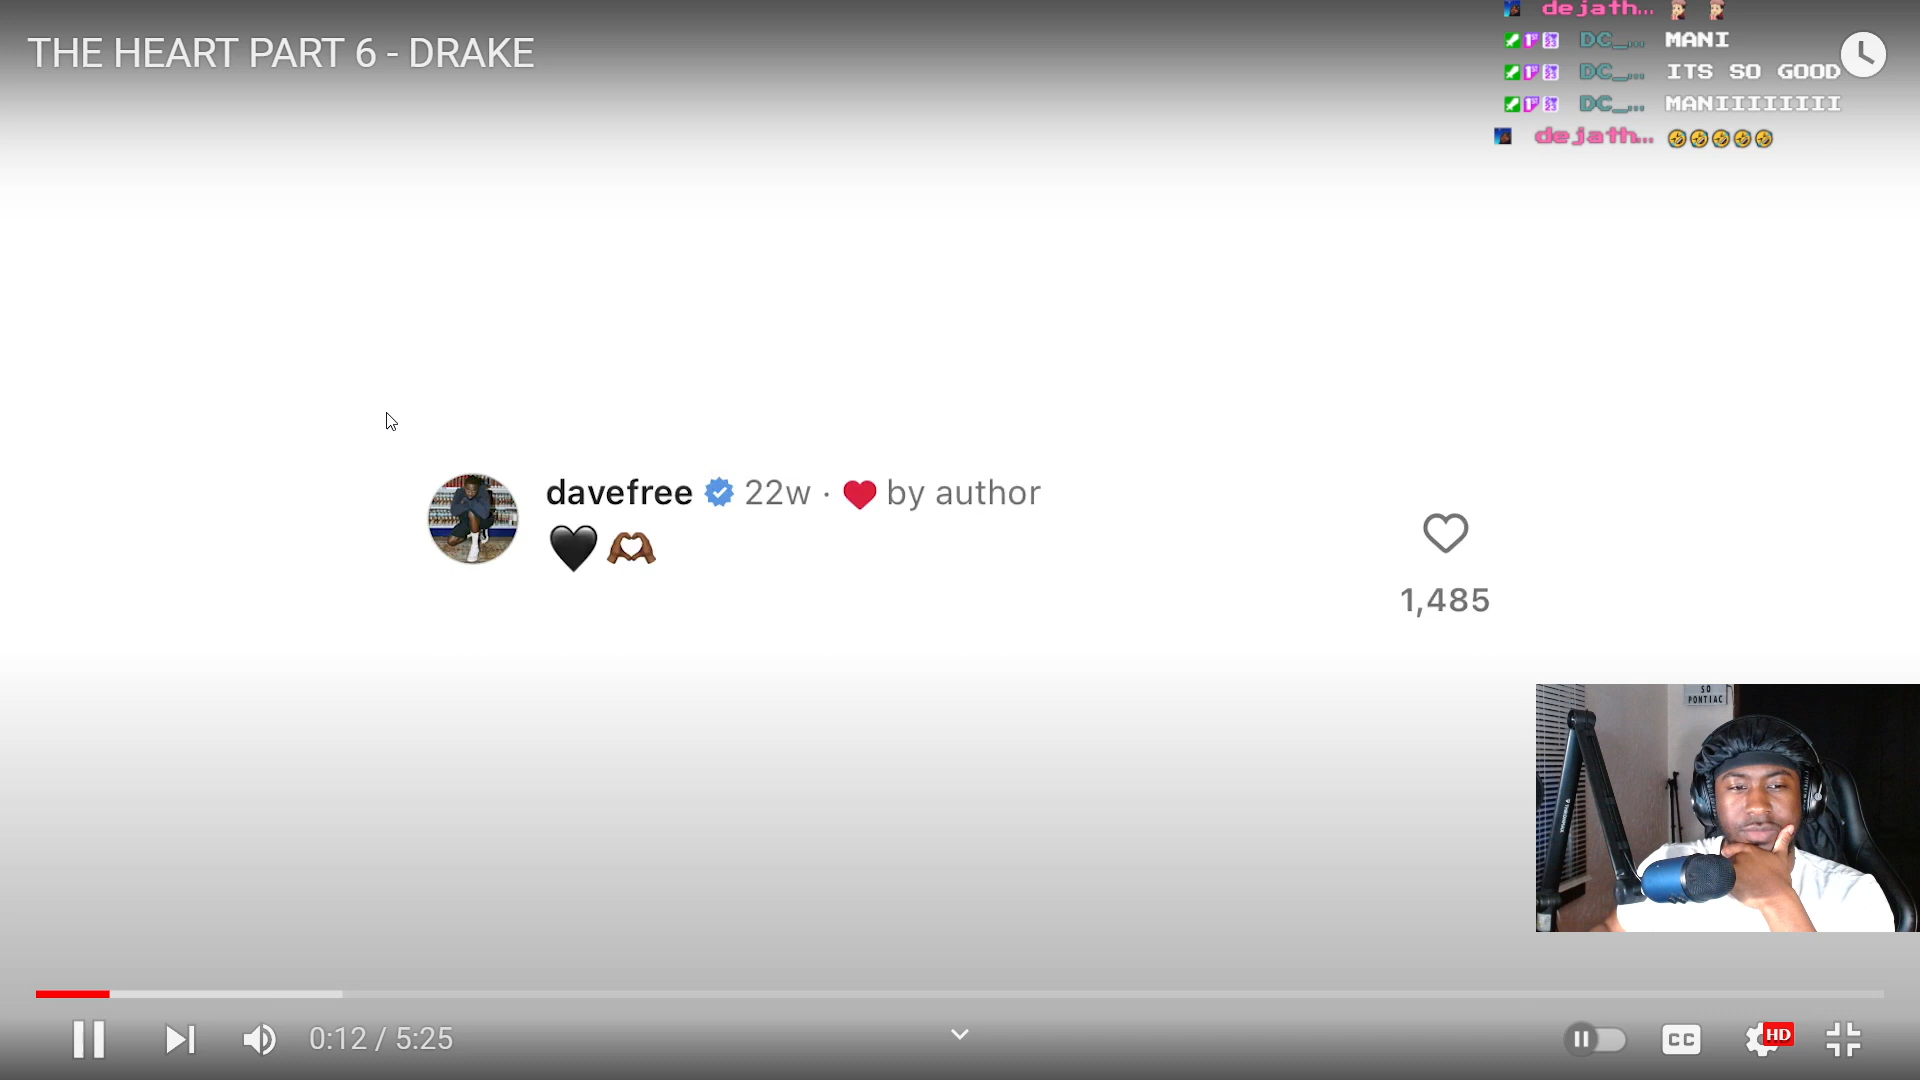 THE HEART PART 6 - DRAKE
dejath...
DC_... MANI
DC_... ITS SO GOOD
DC_... MANIIIIIIII
dejath... 🤣🤣🤣🤣🤣
davefree 22w · ❤️ by author
🖤 🫶🏾
1,485
SO
PONTIAC
0:12 / 5:25
CC
HD